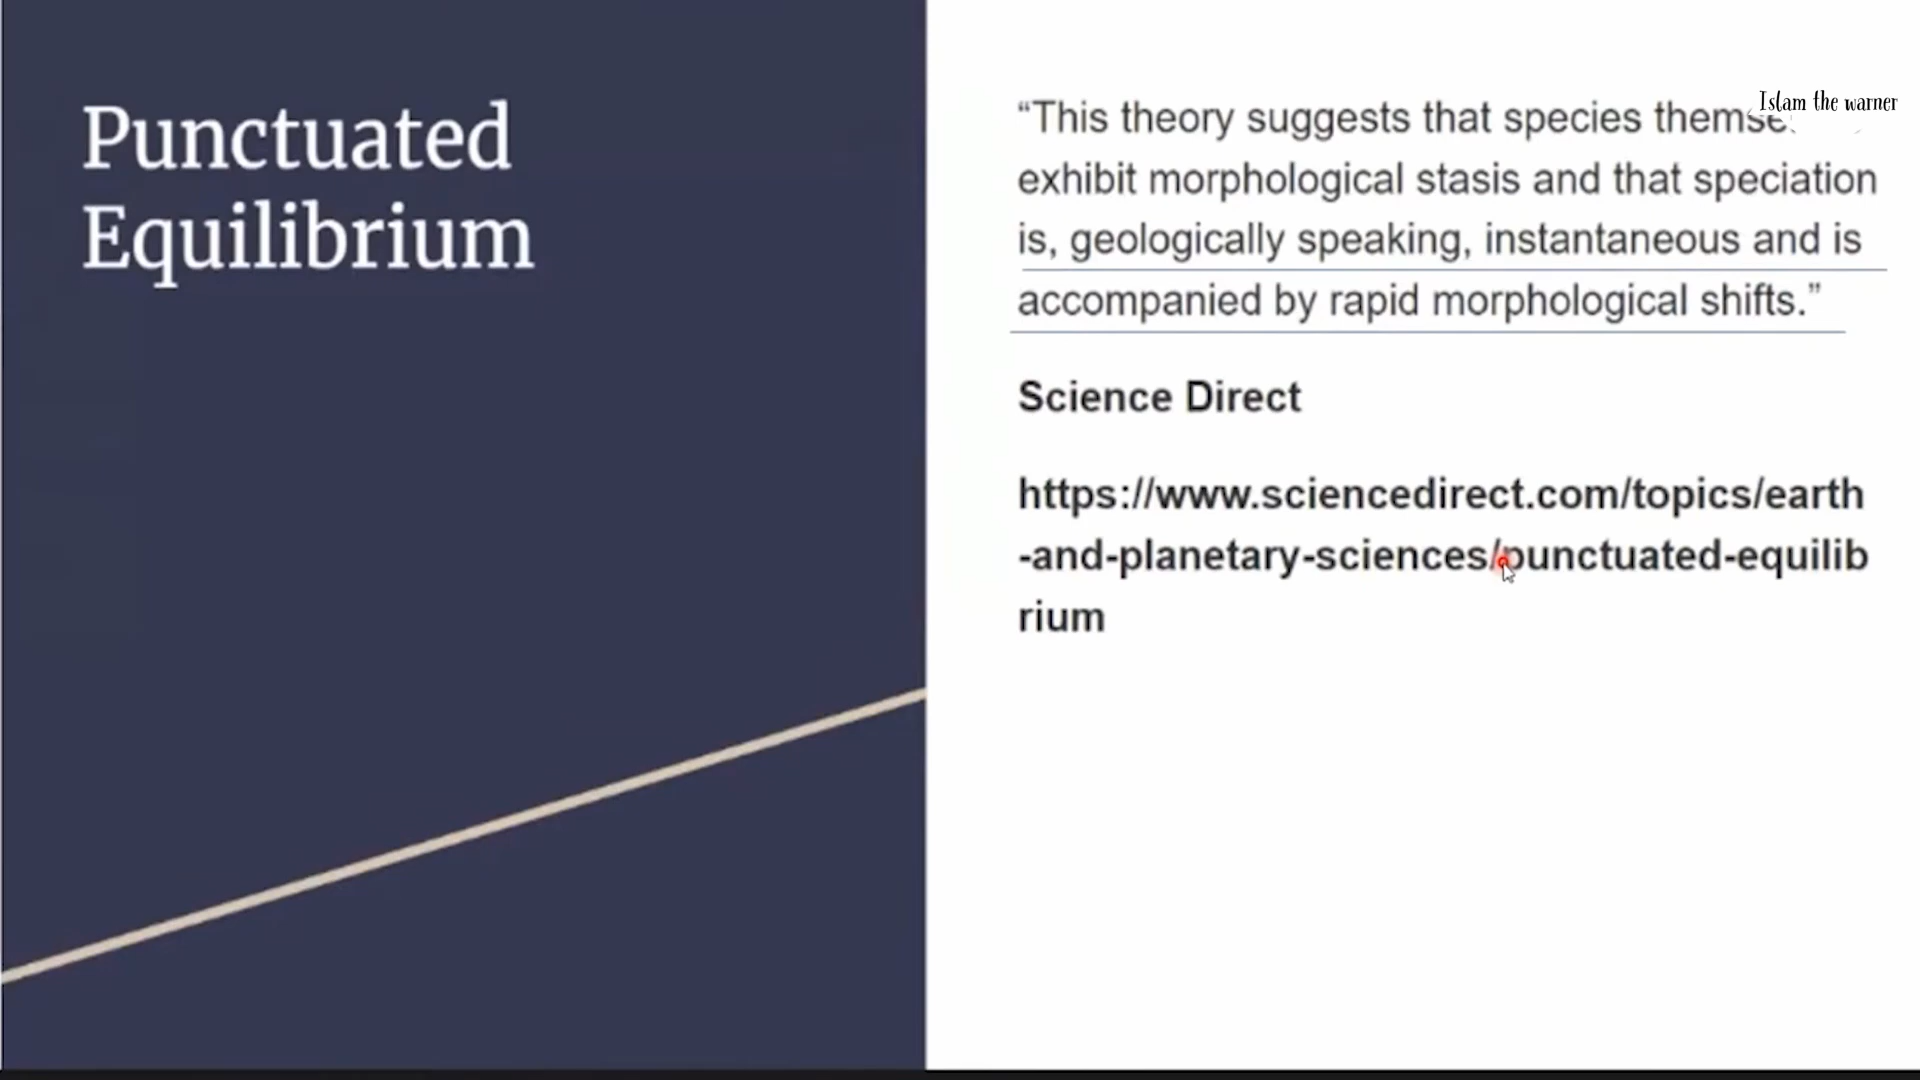 Punctuated
Equilibrium
Islam the warner
“This theory suggests that species
exhibit morphological stasis and that speciation
is, geologically speaking, instantaneous and is
accompanied by rapid morphological shifts.”
Science Direct
https://www.sciencedirect.com/topics/earth
-and-planetary-sciences/punctuated-equilib
rium